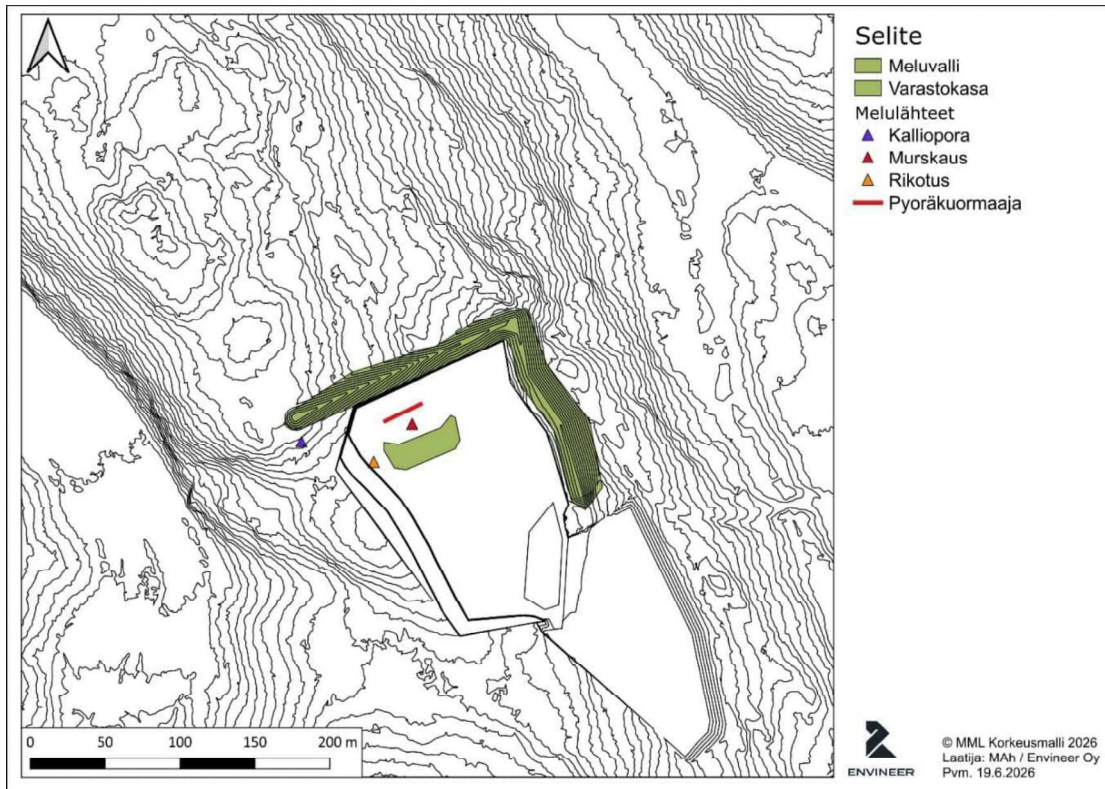 Selite
Meluvalli
Varastokasa
Melulähteet
Kalliopora
Murskaus
Rikotus
Pyoräkuormaaja
0 50 100 150 200 m
ENVINEER
© MML Korkeusmalli 2026
Laatija: MAh / Envineer Oy
Pvm. 19.6.2026